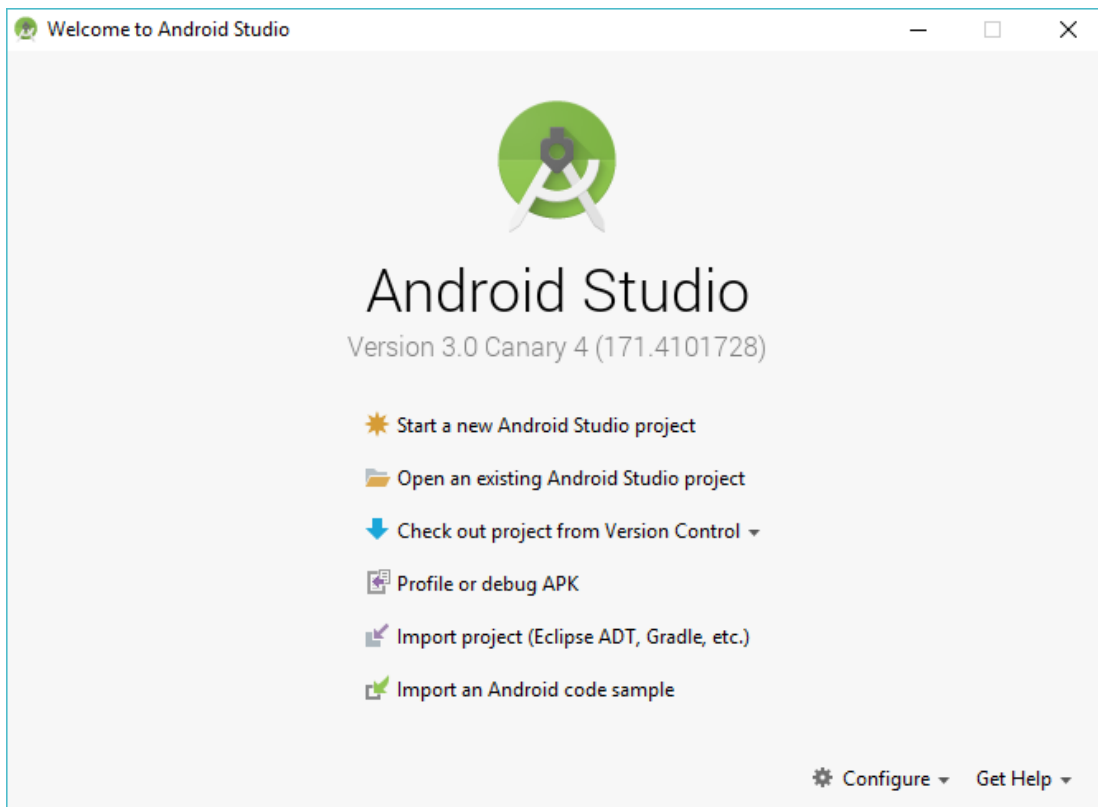 Welcome to Android Studio
Android Studio
Version 3.0 Canary 4 (171.4101728)
Start a new Android Studio project
Open an existing Android Studio project
Check out project from Version Control
Profile or debug APK
Import project (Eclipse ADT, Gradle, etc.)
Import an Android code sample
Configure Get Help